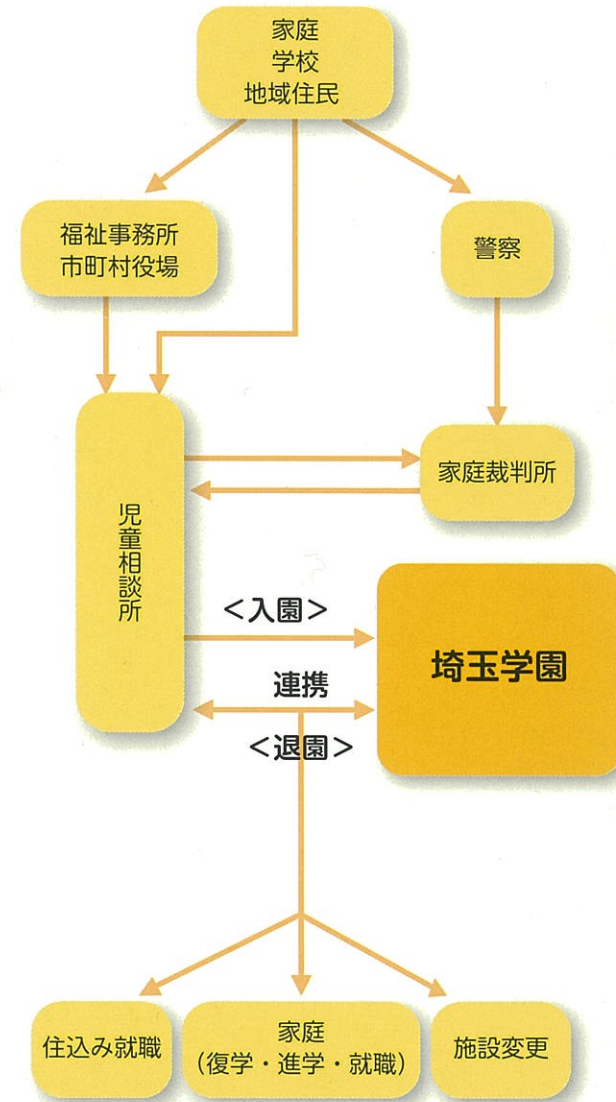 家庭
学校
地域住民
福祉事務所
市町村役場
警察
児童相談所
家庭裁判所
<入園>
埼玉学園
連携
<退園>
住込み就職
家庭
(復学・進学・就職)
施設変更